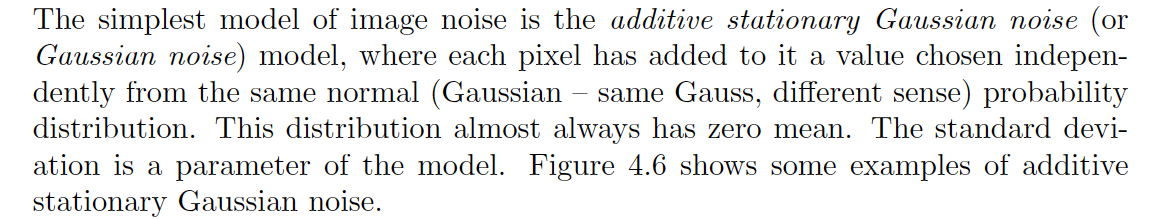 The simplest model of image noise is the additive stationary Gaussian noise (or
Gaussian noise) model, where each pixel has added to it a value chosen indepen-
dently from the same normal (Gaussian – same Gauss, different sense) probability
distribution. This distribution almost always has zero mean. The standard devi-
ation is a parameter of the model. Figure 4.6 shows some examples of additive
stationary Gaussian noise.